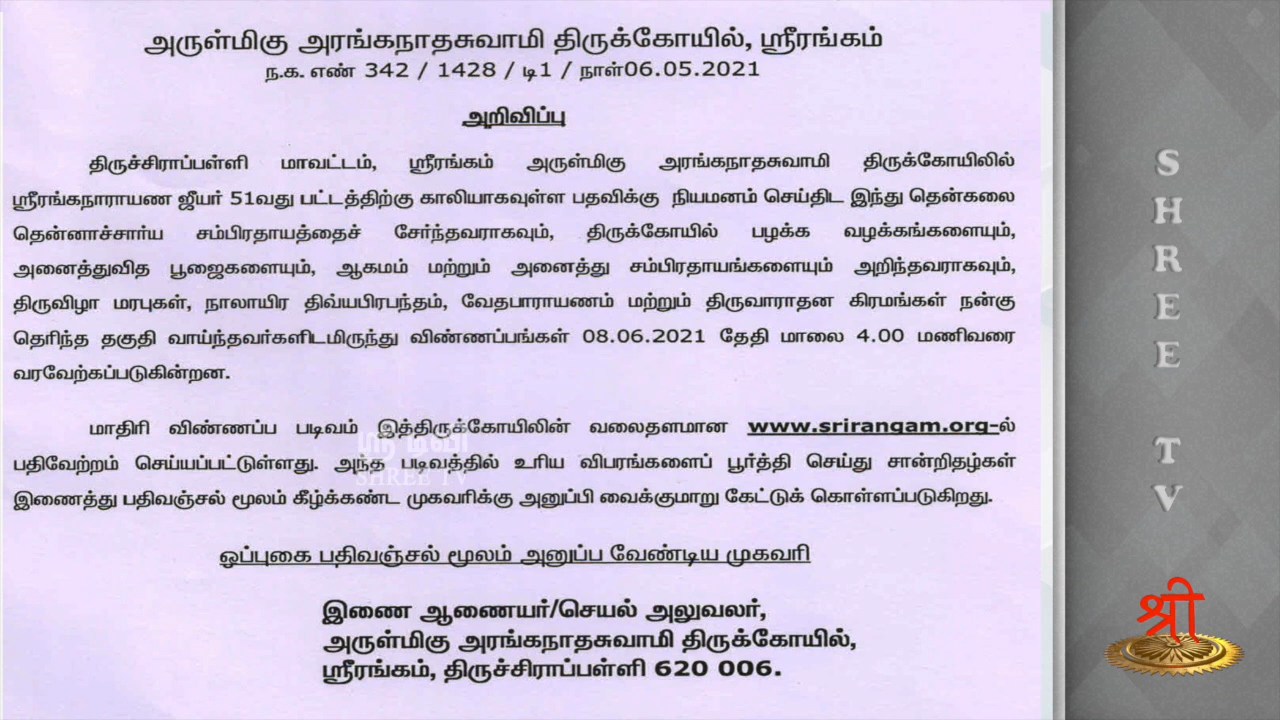 அருள்மிகு அரங்கநாதசுவாமி திருக்கோயில், ஸ்ரீரங்கம்
ந.க. எண் 342 / 1428 / டி1 / நாள்06.05.2021
அறிவிப்பு
திருச்சிராப்பள்ளி மாவட்டம், ஸ்ரீரங்கம் அருள்மிகு அரங்கநாதசுவாமி திருக்கோயிலில்
ஸ்ரீரங்கநாராயண ஜீயர் 51வது பட்டத்திற்கு காலியாகவுள்ள பதவிக்கு நியமனம் செய்திட இந்து தென்கலை
தென்னாச்சார்ய சம்பிரதாயத்தைச் சேர்ந்தவராகவும், திருக்கோயில் பழக்க வழக்கங்களையும்,
அனைத்துவித பூஜைகளையும், ஆகமம் மற்றும் அனைத்து சம்பிரதாயங்களையும் அறிந்தவராகவும்,
திருவிழா மரபுகள், நாலாயிர திவ்யபிரபந்தம், வேதபாராயணம் மற்றும் திருவாராதன கிரமங்கள் நன்கு
தெரிந்த தகுதி வாய்ந்தவர்களிடமிருந்து விண்ணப்பங்கள் 08.06.2021 தேதி மாலை 4.00 மணிவரை
வரவேற்கப்படுகின்றன.
மாதிரி விண்ணப்ப படிவம் இத்திருக்கோயிலின் வலைதளமான www.srirangam.org-ல்
பதிவேற்றம் செய்யப்பட்டுள்ளது. அந்த படிவத்தில் உரிய விபரங்களைப் பூர்த்தி செய்து சான்றிதழ்கள்
இணைத்து பதிவஞ்சல் மூலம் கீழ்க்கண்ட முகவரிக்கு அனுப்பி வைக்குமாறு கேட்டுக் கொள்ளப்படுகிறது.
ஸ்ரீ டிவி
SHREE TV
ஒப்புகை பதிவஞ்சல் மூலம் அனுப்ப வேண்டிய முகவரி
இணை ஆணையர்/செயல் அலுவலர்,
அருள்மிகு அரங்கநாதசுவாமி திருக்கோயில்,
ஸ்ரீரங்கம், திருச்சிராப்பள்ளி 620 006.
SHREE TV
श्री